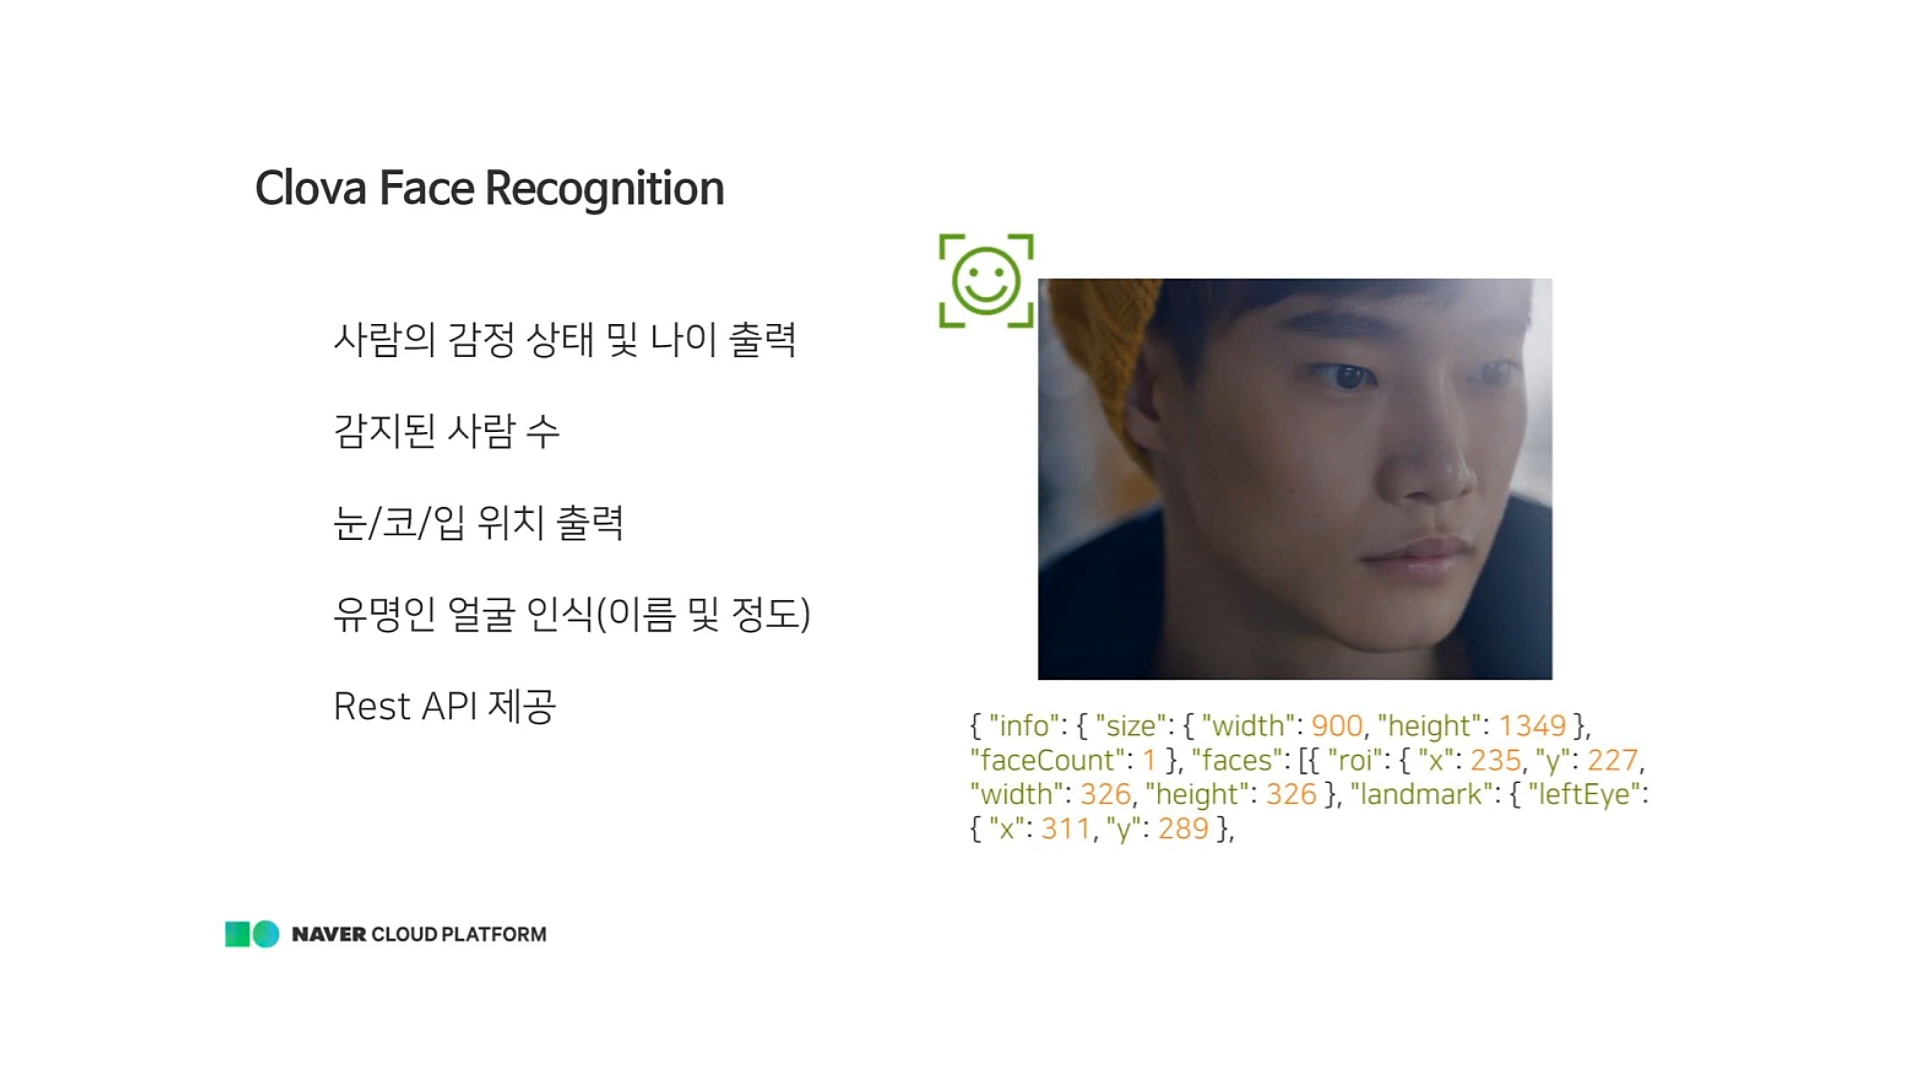 Clova Face Recognition
사람의 감정 상태 및 나이 출력
감지된 사람 수
눈/코/입 위치 출력
유명인 얼굴 인식(이름 및 정도)
Rest API 제공
{ "info": { "size": { "width": 900, "height": 1349 },
"faceCount": 1 }, "faces": [{ "roi": { "x": 235, "y": 227,
"width": 326, "height": 326 }, "landmark": { "leftEye":
{ "x": 311, "y": 289 },
NAVER CLOUD PLATFORM